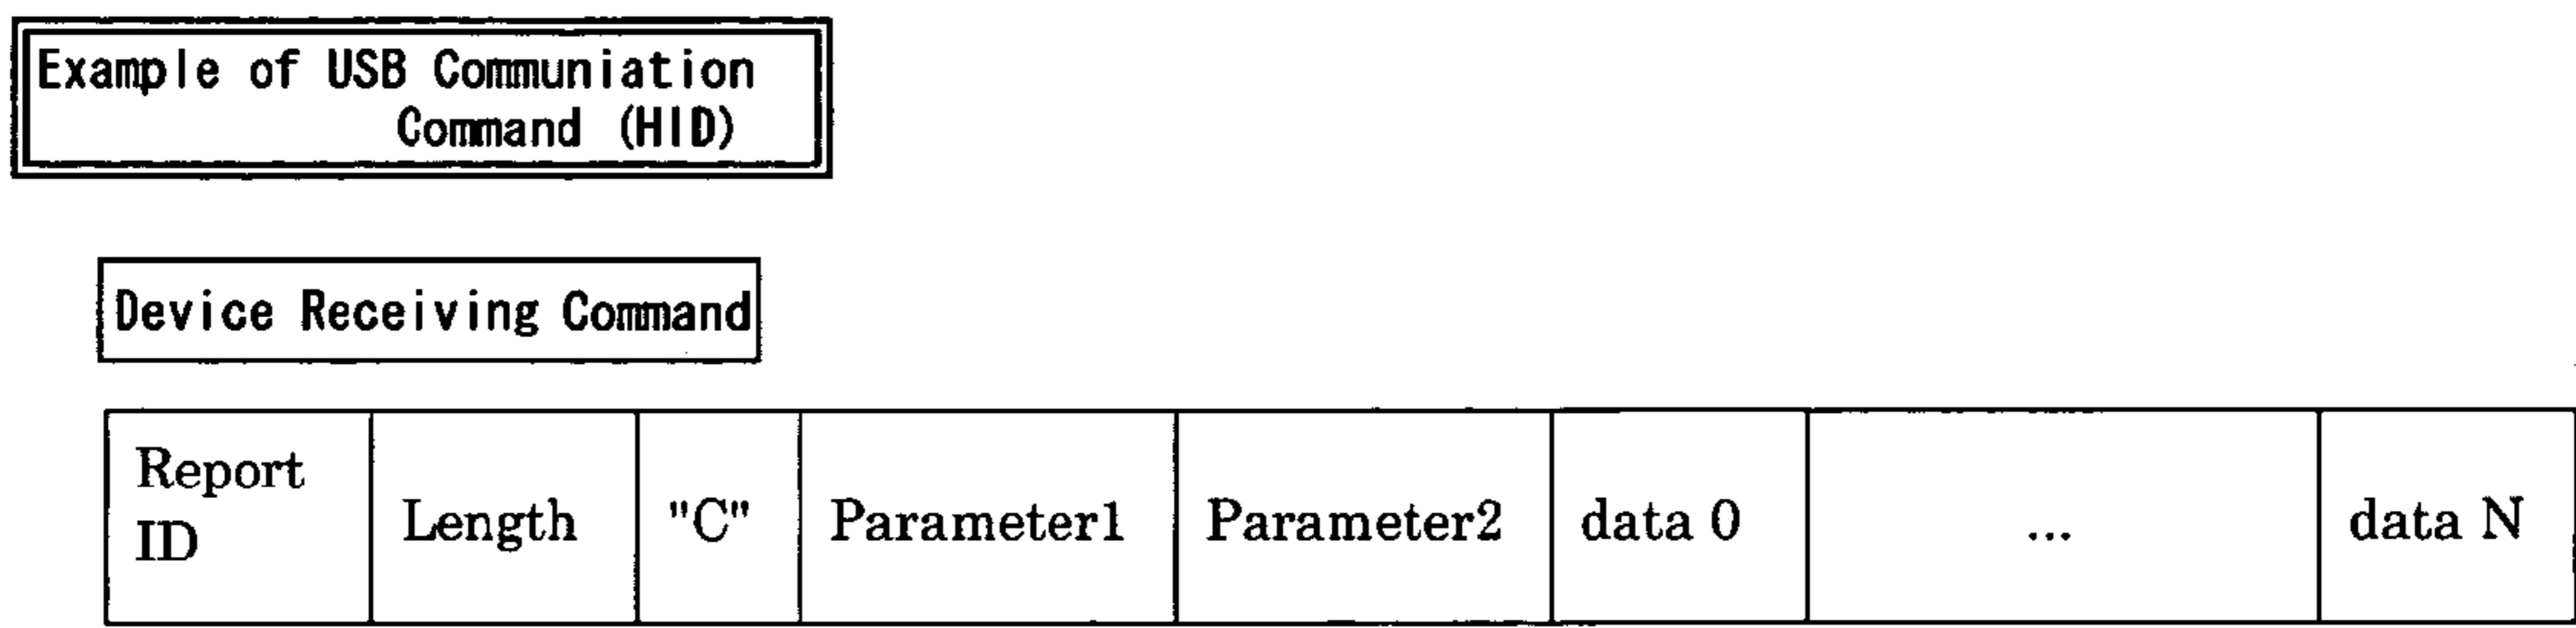 Example of USB Communiation
Command (HID)
Device Receiving Command
Report
ID
Length
"C"
Parameter1
Parameter2
data 0
...
data N